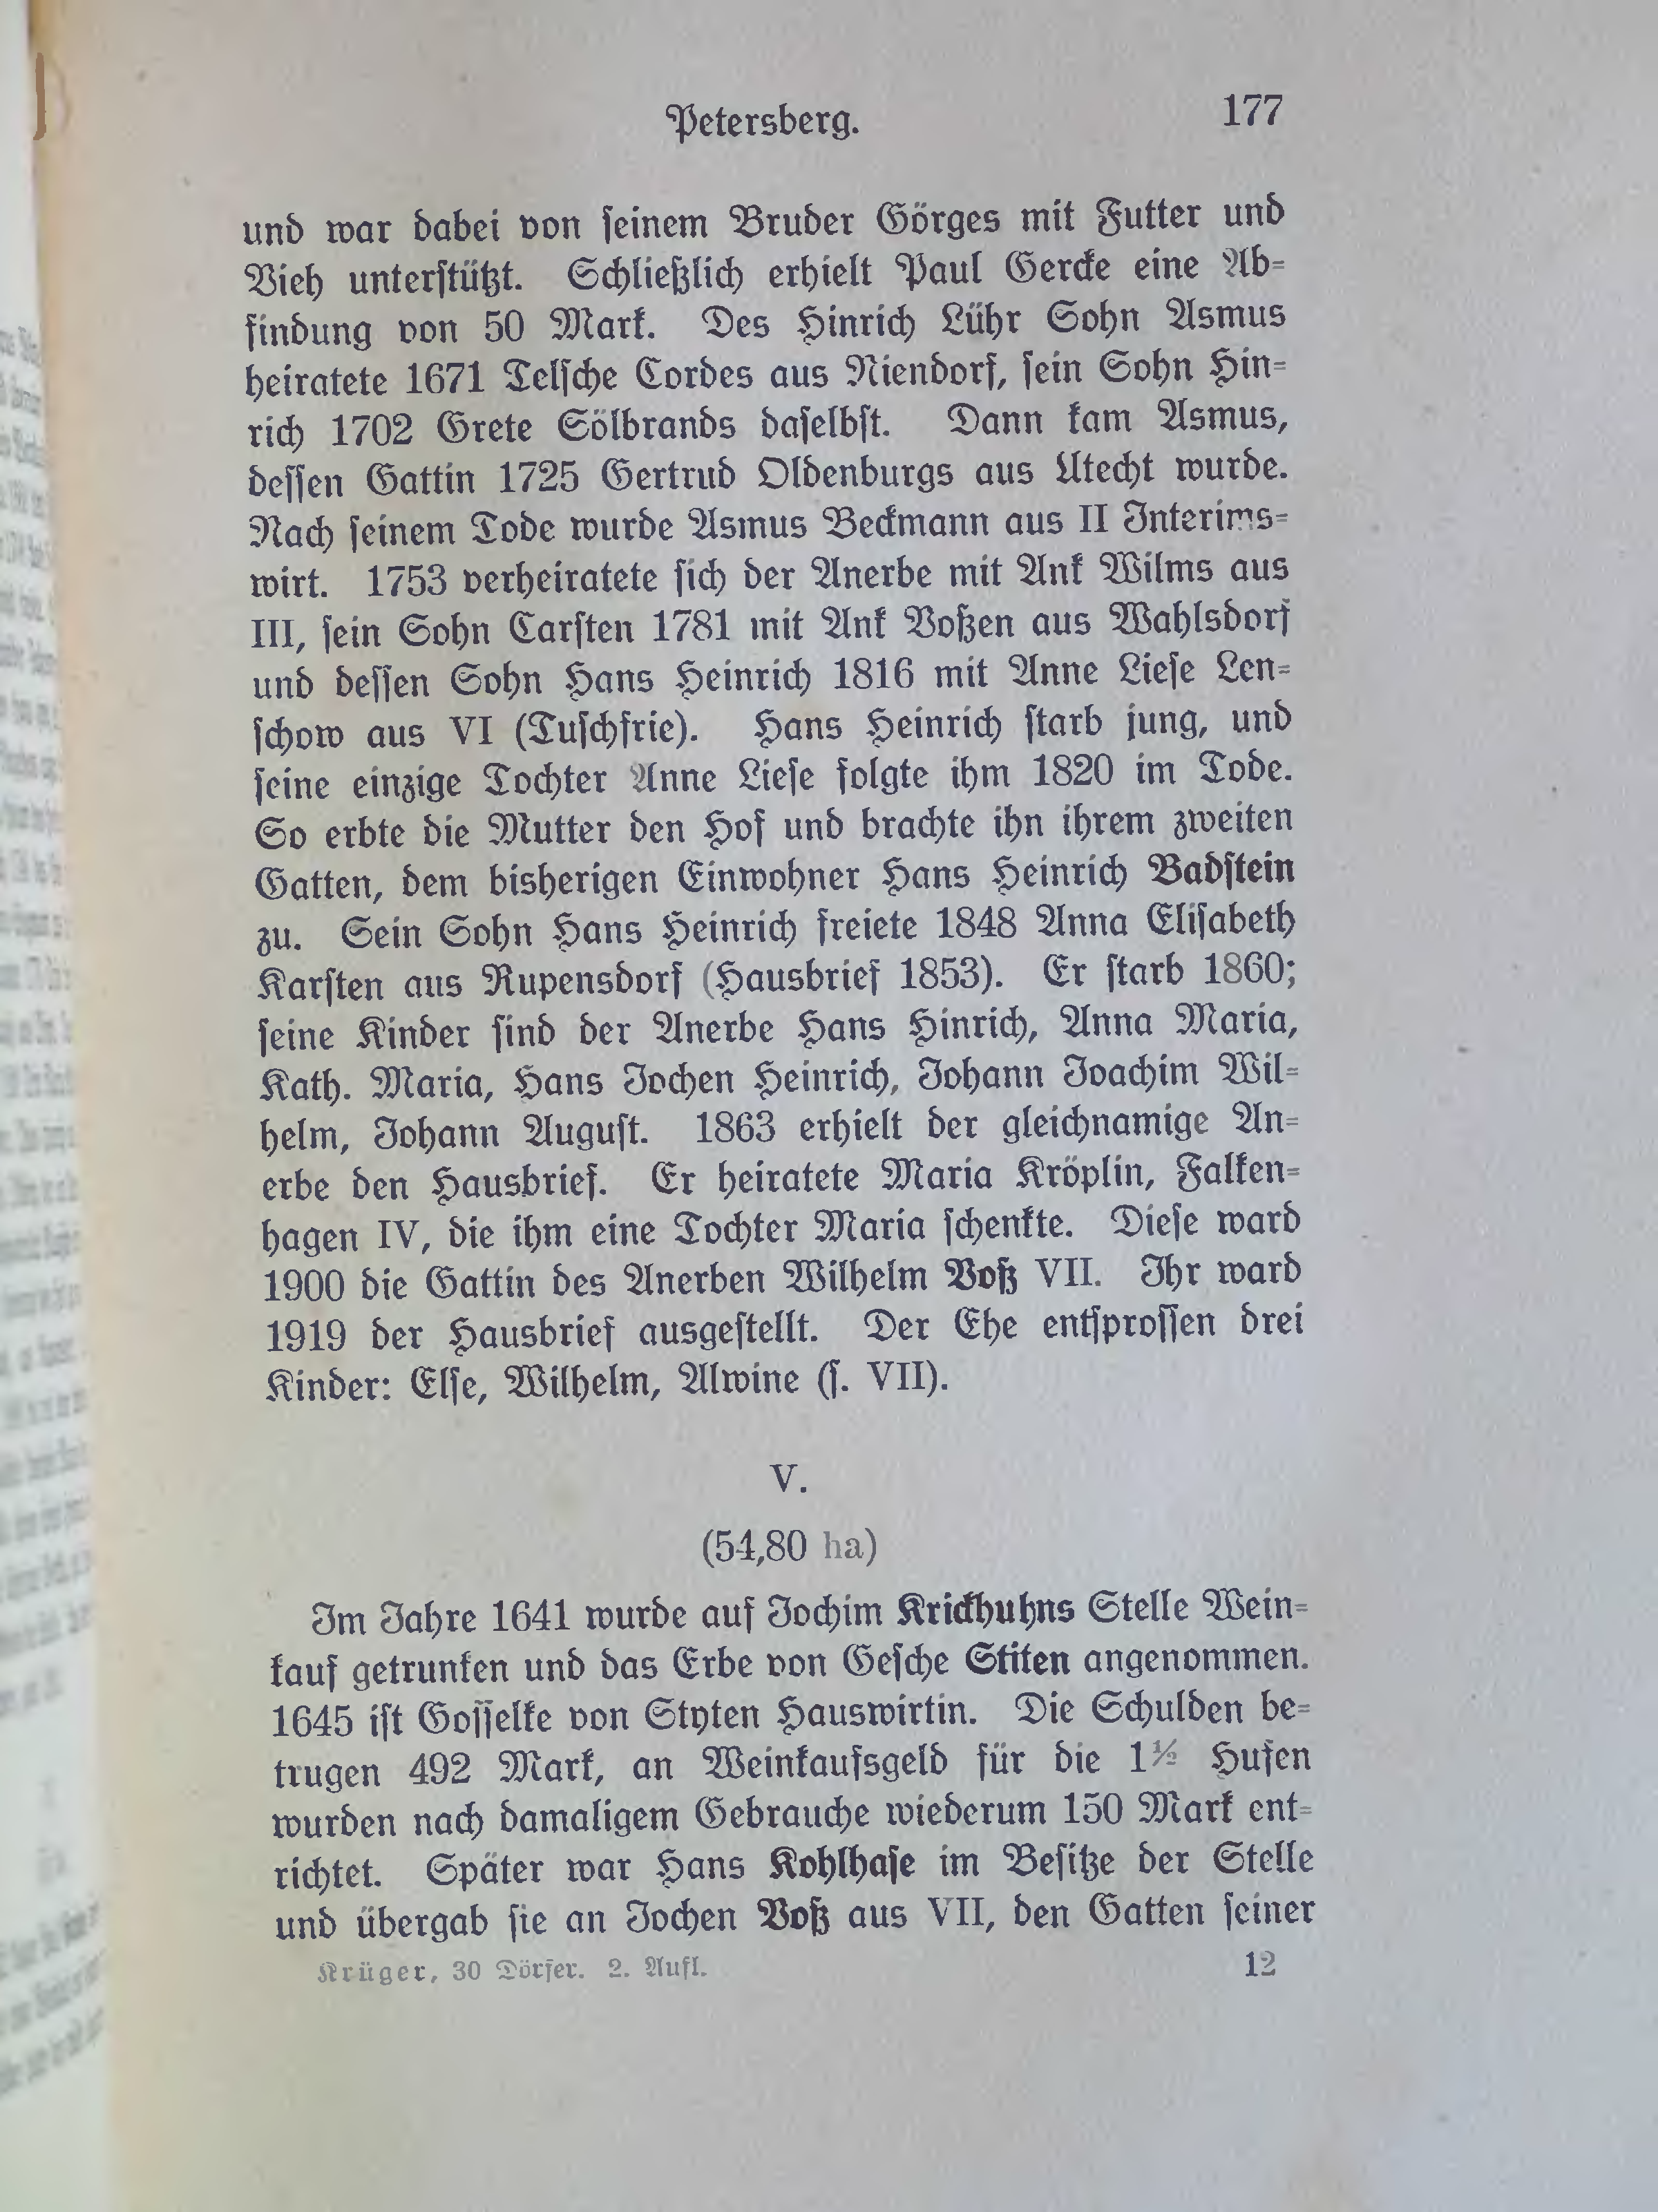 Petersberg. 177
und war dabei von seinem Bruder Görges mit Futter und
Vieh unterstützt. Schließlich erhielt Paul Gercke eine Ab-
findung von 50 Mark. Des Hinrich Lühr Sohn Asmus
heiratete 1671 Telsche Cordes aus Niendorf, sein Sohn Hin-
rich 1702 Grete Sölbrands daselbst. Dann kam Asmus,
dessen Gattin 1725 Gertrud Oldenburgs aus Utecht wurde.
Nach seinem Tode wurde Asmus Beckmann aus II Interims-
wirt. 1753 verheiratete sich der Anerbe mit Ank Wilms aus
III, sein Sohn Carsten 1781 mit Ank Voßen aus Wahlsdorf
und dessen Sohn Hans Heinrich 1816 mit Anne Liese Len-
schow aus VI (Tuschfrie). Hans Heinrich starb jung, und
seine einzige Tochter Anne Liese folgte ihm 1820 im Tode.
So erbte die Mutter den Hof und brachte ihn ihrem zweiten
Gatten, dem bisherigen Einwohner Hans Heinrich Badstein
zu. Sein Sohn Hans Heinrich freiete 1848 Anna Elisabeth
Karsten aus Rupensdorf (Hausbrief 1853). Er starb 1860;
seine Kinder sind der Anerbe Hans Hinrich, Anna Maria,
Kath. Maria, Hans Jochen Heinrich, Johann Joachim Wil-
helm, Johann August. 1863 erhielt der gleichnamige An-
erbe den Hausbrief. Er heiratete Maria Kröplin, Falken-
hagen IV, die ihm eine Tochter Maria schenkte. Diese ward
1900 die Gattin des Anerben Wilhelm Voß VII. Ihr ward
1919 der Hausbrief ausgestellt. Der Ehe entsprossen drei
Kinder: Else, Wilhelm, Alwine (s. VII).
V.
(54,80 ha)
Im Jahre 1641 wurde auf Jochim Krickhuhns Stelle Wein-
kauf getrunken und das Erbe von Gesche Stiten angenommen.
1645 ist Gosselke von Styten Hauswirtin. Die Schulden be-
trugen 492 Mark, an Weinkaufsgeld für die 1½ Hufen
wurden nach damaligem Gebrauche wiederum 150 Mark ent-
richtet. Später war Hans Kohlhase im Besitze der Stelle
und übergab sie an Jochen Voß aus VII, den Gatten seiner
Krüger, 30 Dörfer. 2. Aufl. 12